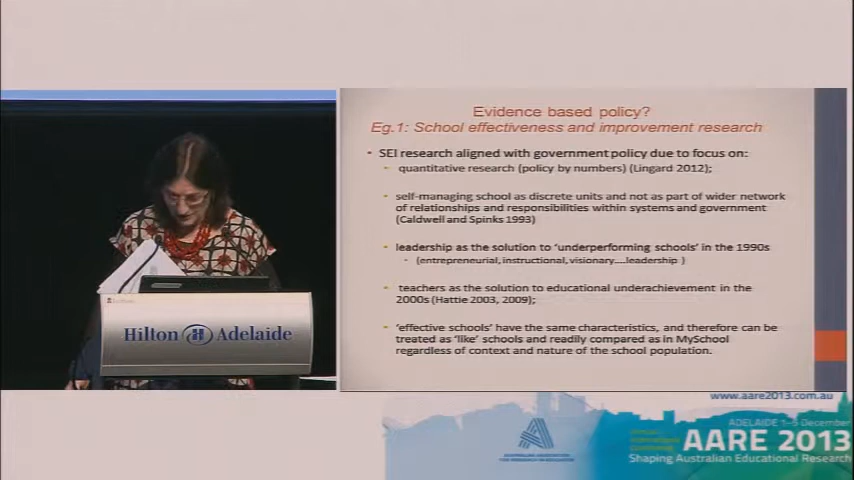 Evidence based policy?
Eg.1: School effectiveness and improvement research
• SEI research aligned with government policy due to focus on:
• quantitative research (policy by numbers) (Lingard 2012);
• self-managing school as discrete units and not as part of wider network
of relationships and responsibilities within systems and government
(Caldwell and Spinks 1993)
• leadership as the solution to ‘underperforming schools’ in the 1990s
• (entrepreneurial, instructional, visionary....leadership )
• teachers as the solution to educational underachievement in the
2000s (Hattie 2003, 2009);
• ‘effective schools’ have the same characteristics, and therefore can be
treated as ‘like’ schools and readily compared as in MySchool
regardless of context and nature of the school population.
Hilton H Adelaide
www.aare2013.com.au
ADELAIDE 1–5 December
AARE 2013
Shaping Australian Educational Research